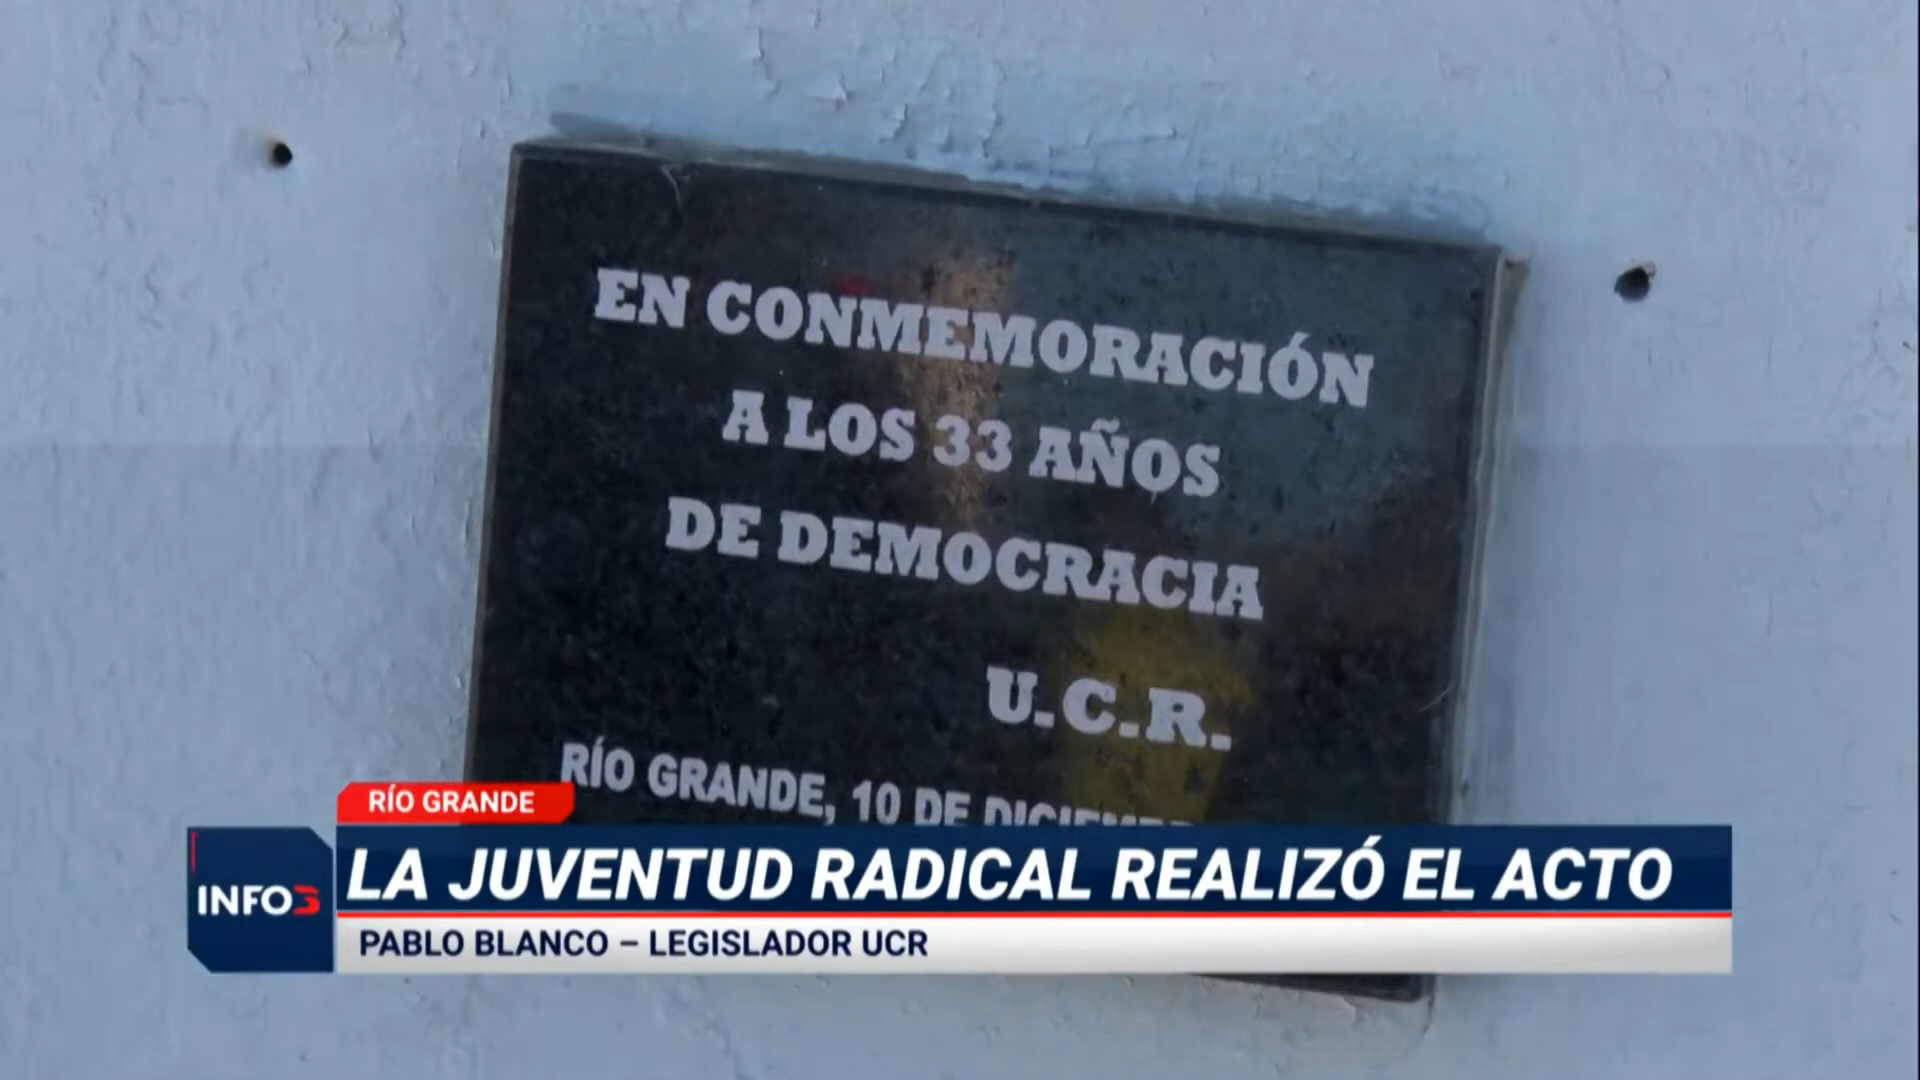 EN CONMEMORACIÓN
A LOS 33 AÑOS
DE DEMOCRACIA
U.C.R.
RÍO GRANDE, 10 DE DICIEMBRE
RÍO GRANDE
INFO3
LA JUVENTUD RADICAL REALIZÓ EL ACTO
PABLO BLANCO – LEGISLADOR UCR